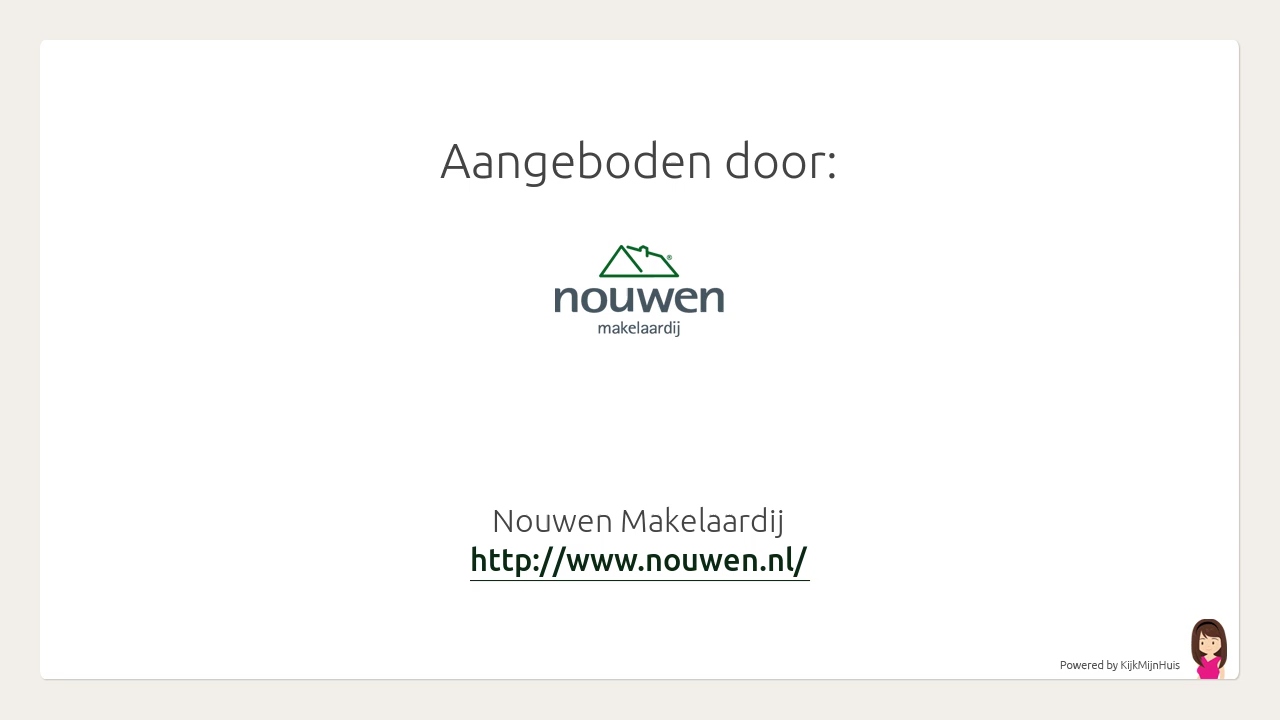 Aangeboden door:
®
nouwen
makelaardij
Nouwen Makelaardij
http://www.nouwen.nl/
Powered by KijkMijnHuis